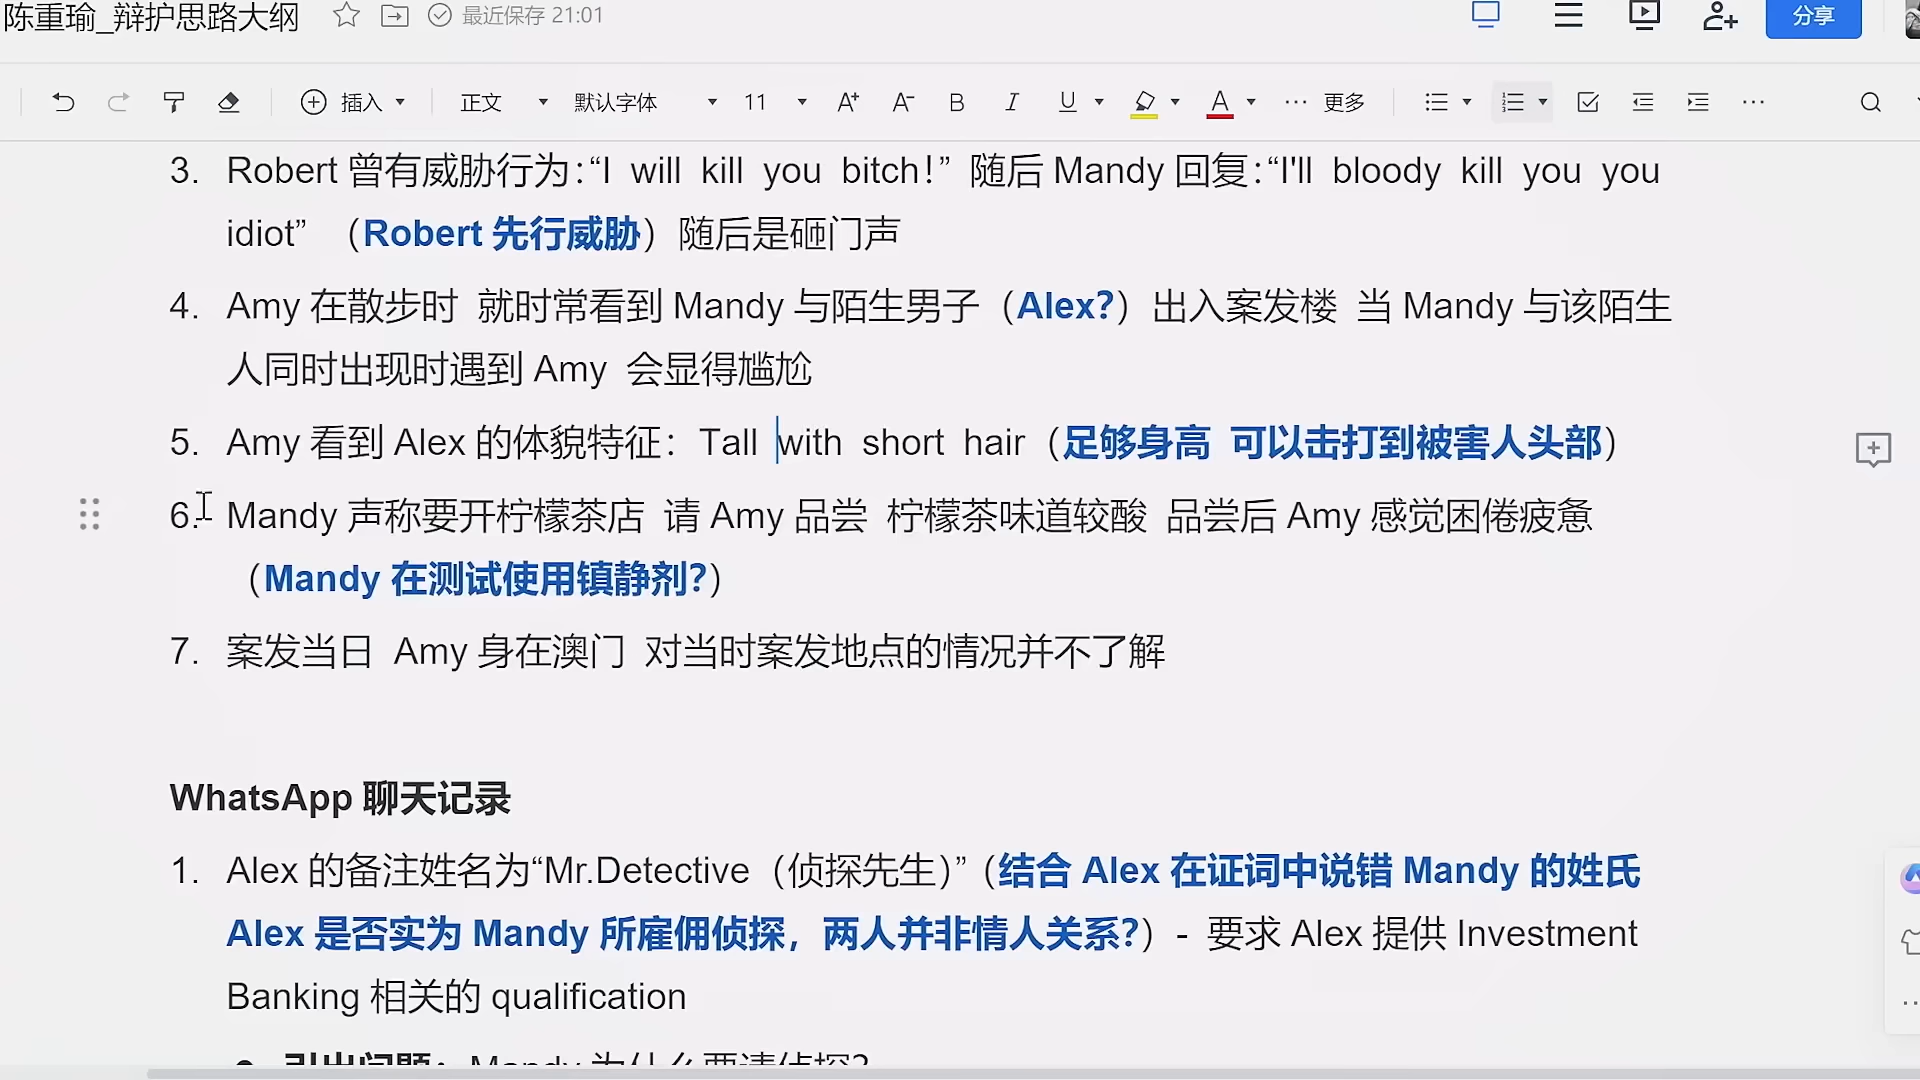 陈重瑜_辩护思路大纲 最近保存 21:01 分享
插入 正文 默认字体 11 A+ A- B I U A 更多
3. Robert 曾有威胁行为:“I will kill you bitch!” 随后 Mandy 回复:“I'll bloody kill you you
idiot” （Robert 先行威胁）随后是砸门声
4. Amy 在散步时 就时常看到 Mandy 与陌生男子（Alex?）出入案发楼 当 Mandy 与该陌生
人同时出现时遇到 Amy 会显得尴尬
5. Amy 看到 Alex 的体貌特征：Tall with short hair（足够身高 可以击打到被害人头部）
6. Mandy 声称要开柠檬茶店 请 Amy 品尝 柠檬茶味道较酸 品尝后 Amy 感觉困倦疲惫
（Mandy 在测试使用镇静剂?）
7. 案发当日 Amy 身在澳门 对当时案发地点的情况并不了解
WhatsApp 聊天记录
1. Alex 的备注姓名为“Mr.Detective（侦探先生）”（结合 Alex 在证词中说错 Mandy 的姓氏
Alex 是否实为 Mandy 所雇佣侦探，两人并非情人关系?）- 要求 Alex 提供 Investment
Banking 相关的 qualification
引出问题：Mandy 为什么要请侦探?